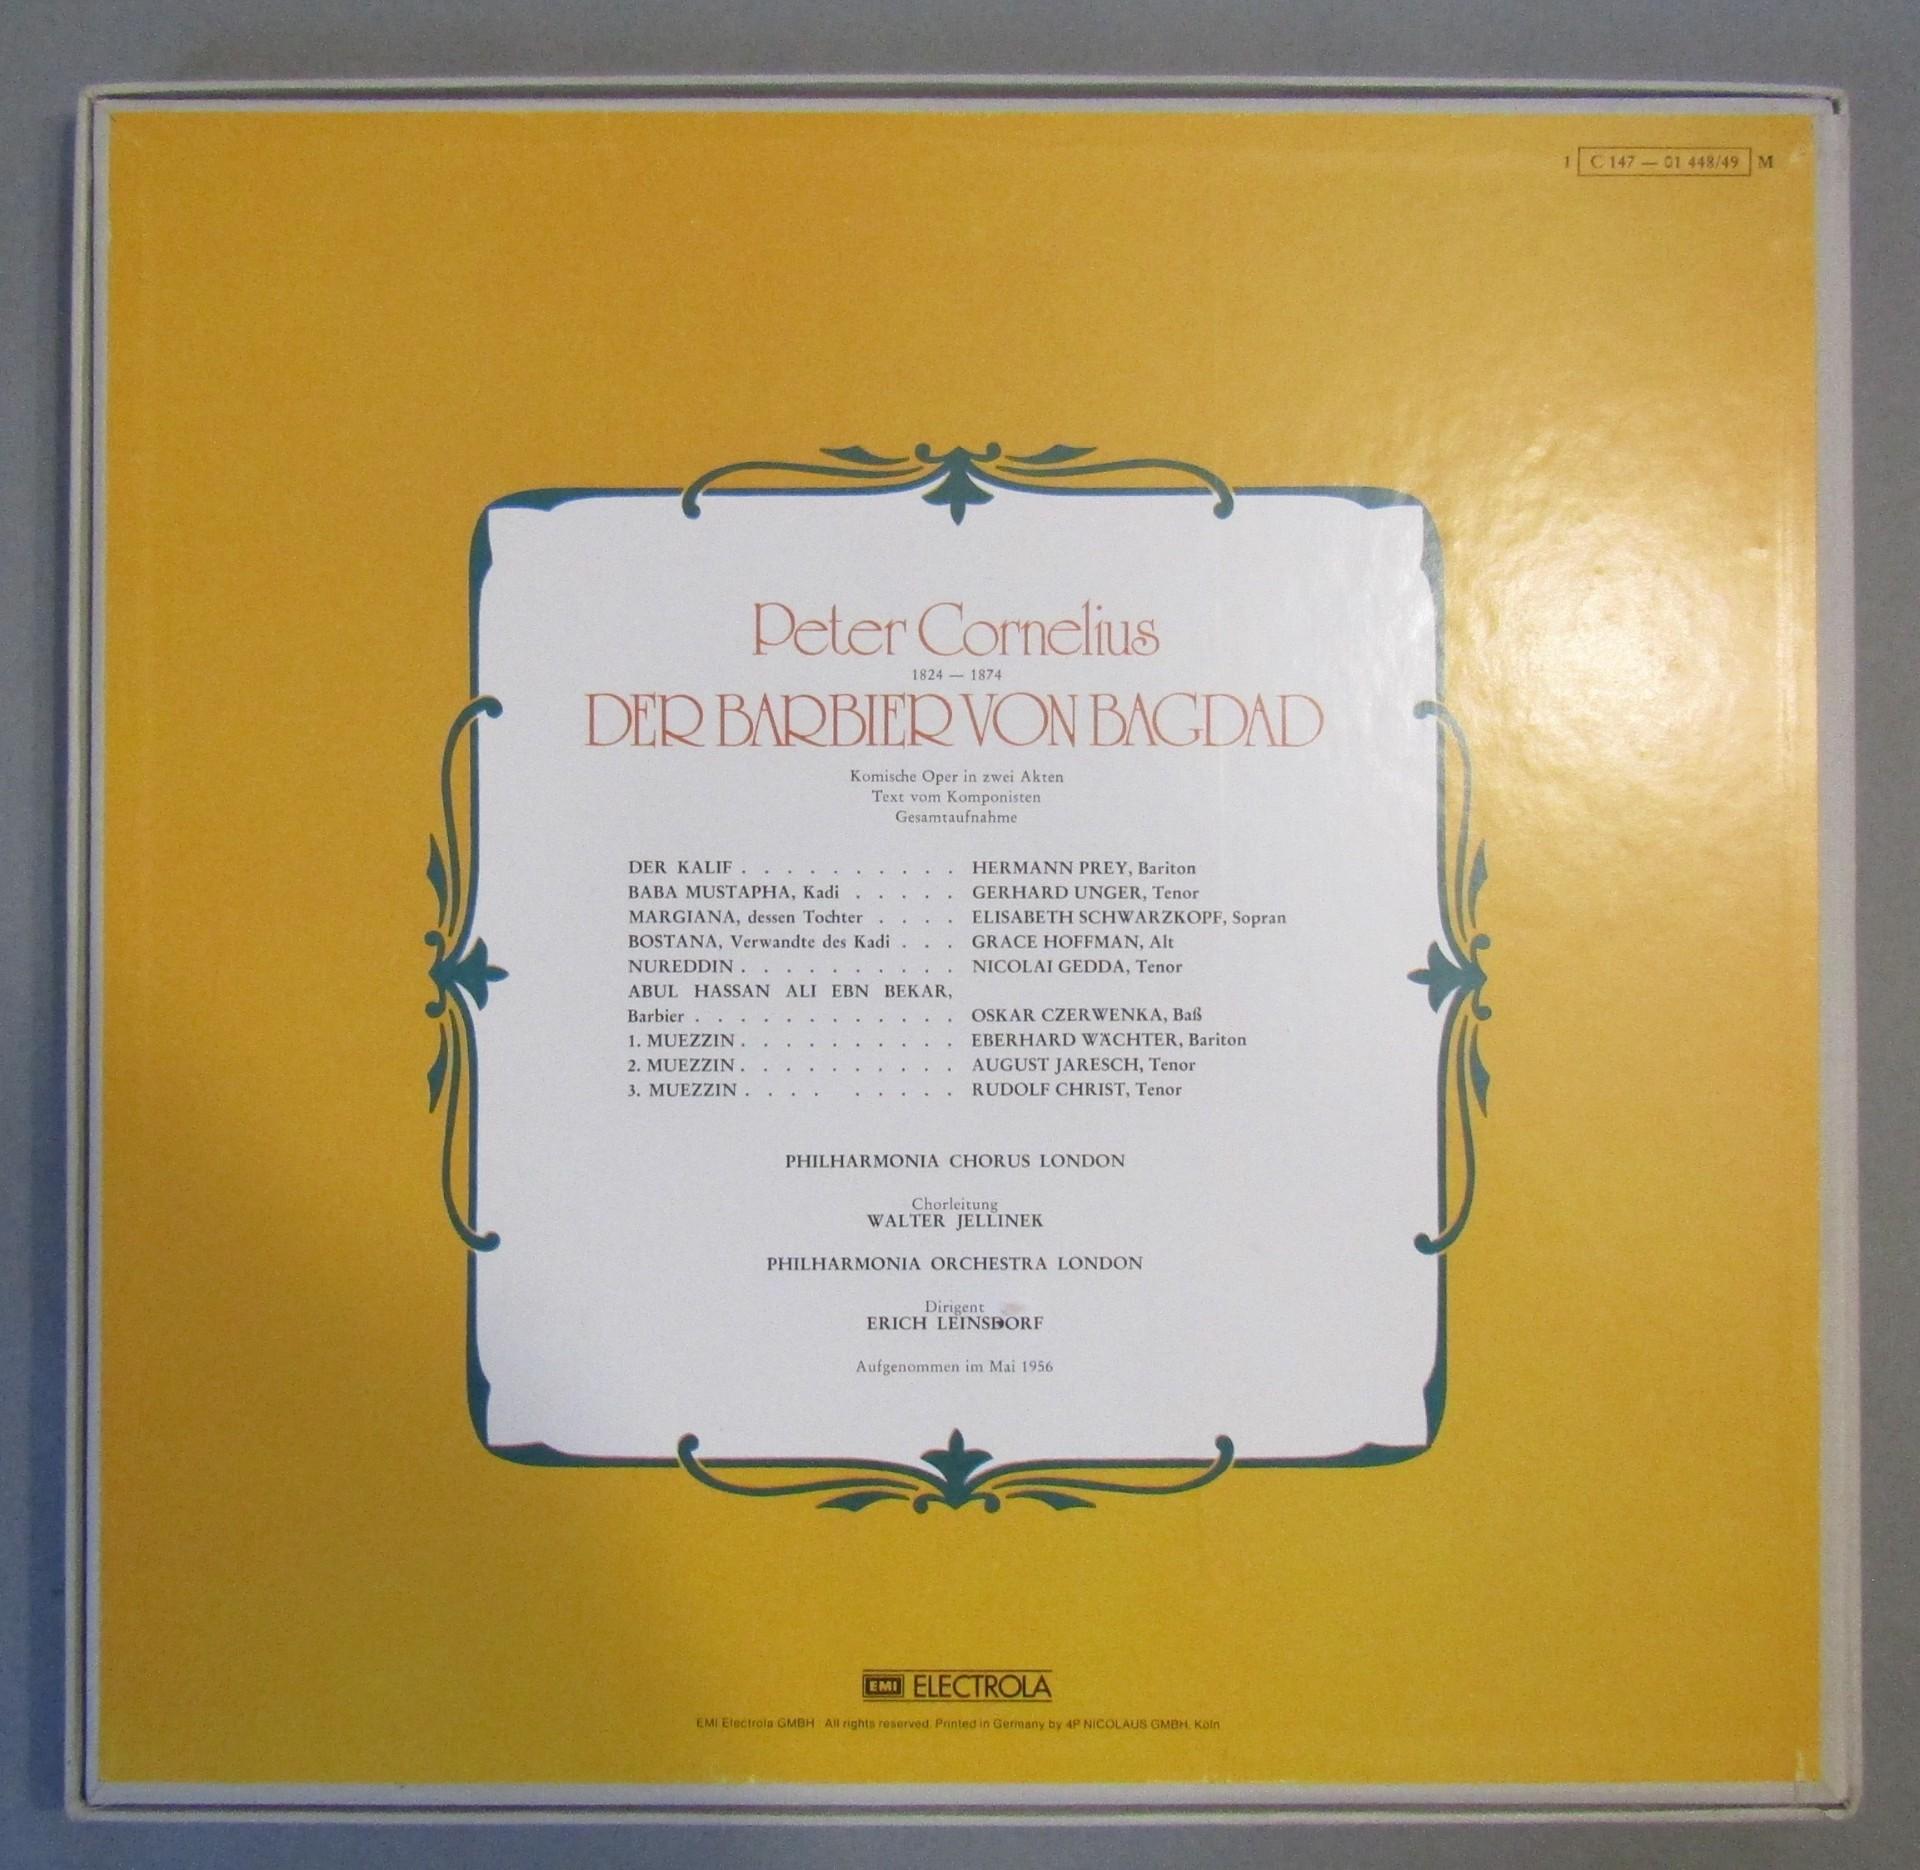 1 C 147 — 01 448/49 M
Peter Cornelius
1824 — 1874
DER BARBIER VON BAGDAD
Komische Oper in zwei Akten
Text vom Komponisten
Gesamtaufnahme
DER KALIF . . . . . . . . . . HERMANN PREY, Bariton
BABA MUSTAPHA, Kadi . . . . . GERHARD UNGER, Tenor
MARGIANA, dessen Tochter . . . . ELISABETH SCHWARZKOPF, Sopran
BOSTANA, Verwandte des Kadi . . . GRACE HOFFMAN, Alt
NUREDDIN . . . . . . . . . . NICOLAI GEDDA, Tenor
ABUL HASSAN ALI EBN BEKAR,
Barbier . . . . . . . . . . . . OSKAR CZERWENKA, Baß
1. MUEZZIN . . . . . . . . . . EBERHARD WÄCHTER, Bariton
2. MUEZZIN . . . . . . . . . . AUGUST JARESCH, Tenor
3. MUEZZIN . . . . . . . . . RUDOLF CHRIST, Tenor
PHILHARMONIA CHORUS LONDON
Chorleitung
WALTER JELLINEK
PHILHARMONIA ORCHESTRA LONDON
Dirigent
ERICH LEINSDORF
Aufgenommen im Mai 1956
EMI ELECTROLA
EMI Electrola GMBH All rights reserved. Printed in Germany by 4P NICOLAUS GMBH, Köln